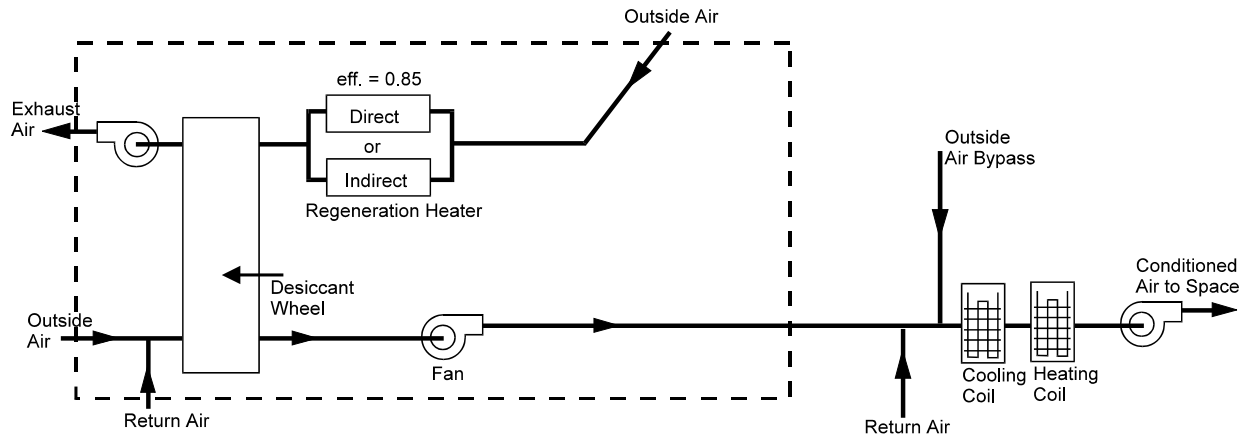 Outside Air
eff. = 0.85
Exhaust
Air
Direct
or
Indirect
Regeneration Heater
Outside
Air Bypass
Desiccant
Wheel
Conditioned
Air to Space
Outside
Air
Fan
Cooling
Coil
Heating
Coil
Return Air
Return Air